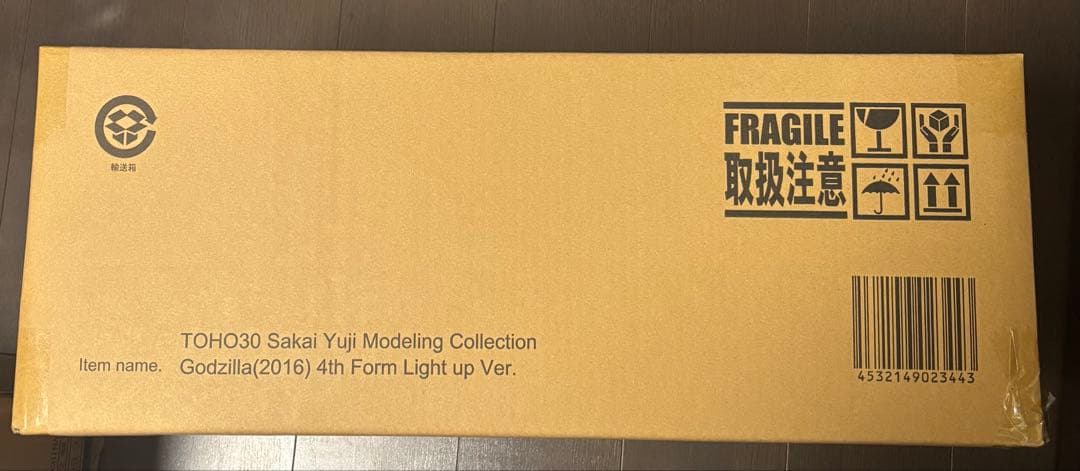 輸送箱
FRAGILE
取扱注意
TOHO30 Sakai Yuji Modeling Collection
Item name. Godzilla(2016) 4th Form Light up Ver.
4532149023443